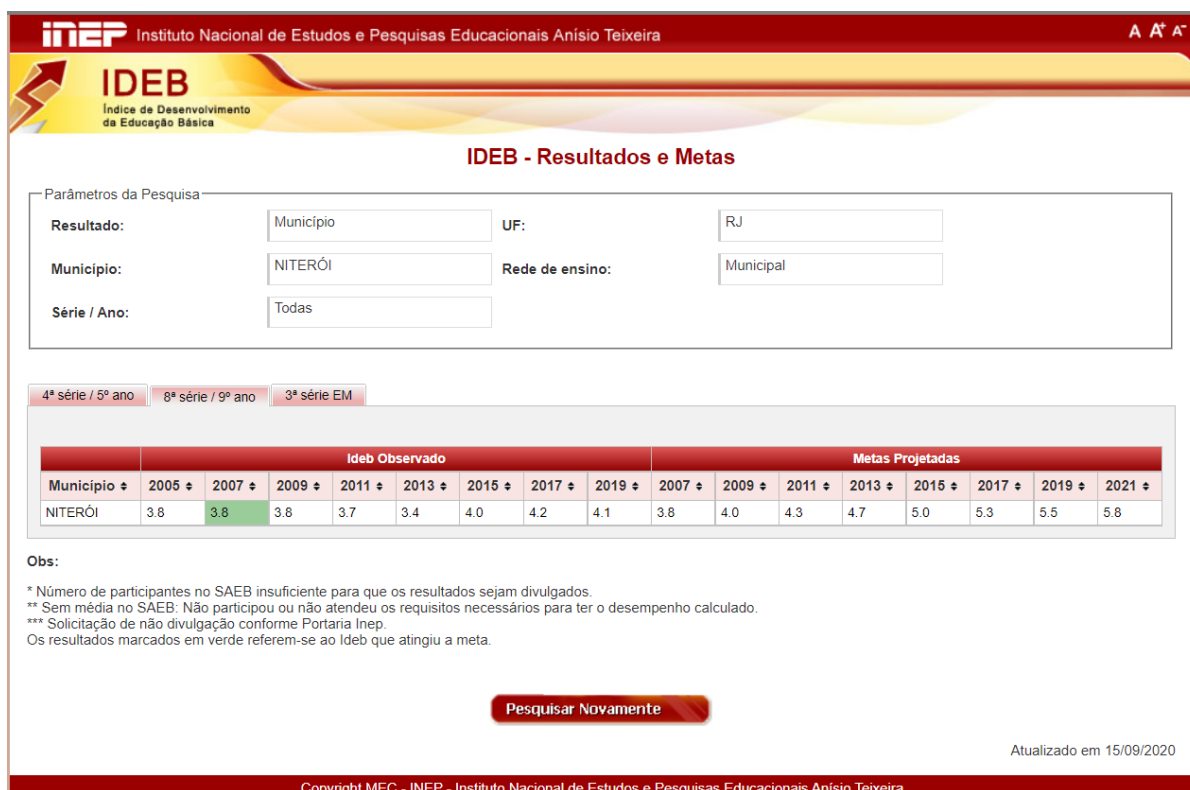 inep Instituto Nacional de Estudos e Pesquisas Educacionais Anísio Teixeira A A+ A-
IDEB
Índice de Desenvolvimento
da Educação Básica
IDEB - Resultados e Metas
Parâmetros da Pesquisa
Resultado: Município UF: RJ
Município: NITERÓI Rede de ensino: Municipal
Série / Ano: Todas
4ª série / 5º ano 8ª série / 9º ano 3ª série EM
Ideb Observado Metas Projetadas
Município 2005 2007 2009 2011 2013 2015 2017 2019 2007 2009 2011 2013 2015 2017 2019 2021
NITERÓI 3.8 3.8 3.8 3.7 3.4 4.0 4.2 4.1 3.8 4.0 4.3 4.7 5.0 5.3 5.5 5.8
Obs:
* Número de participantes no SAEB insuficiente para que os resultados sejam divulgados.
** Sem média no SAEB: Não participou ou não atendeu os requisitos necessários para ter o desempenho calculado.
*** Solicitação de não divulgação conforme Portaria Inep.
Os resultados marcados em verde referem-se ao Ideb que atingiu a meta.
Pesquisar Novamente
Atualizado em 15/09/2020
Copyright MEC - INEP - Instituto Nacional de Estudos e Pesquisas Educacionais Anísio Teixeira